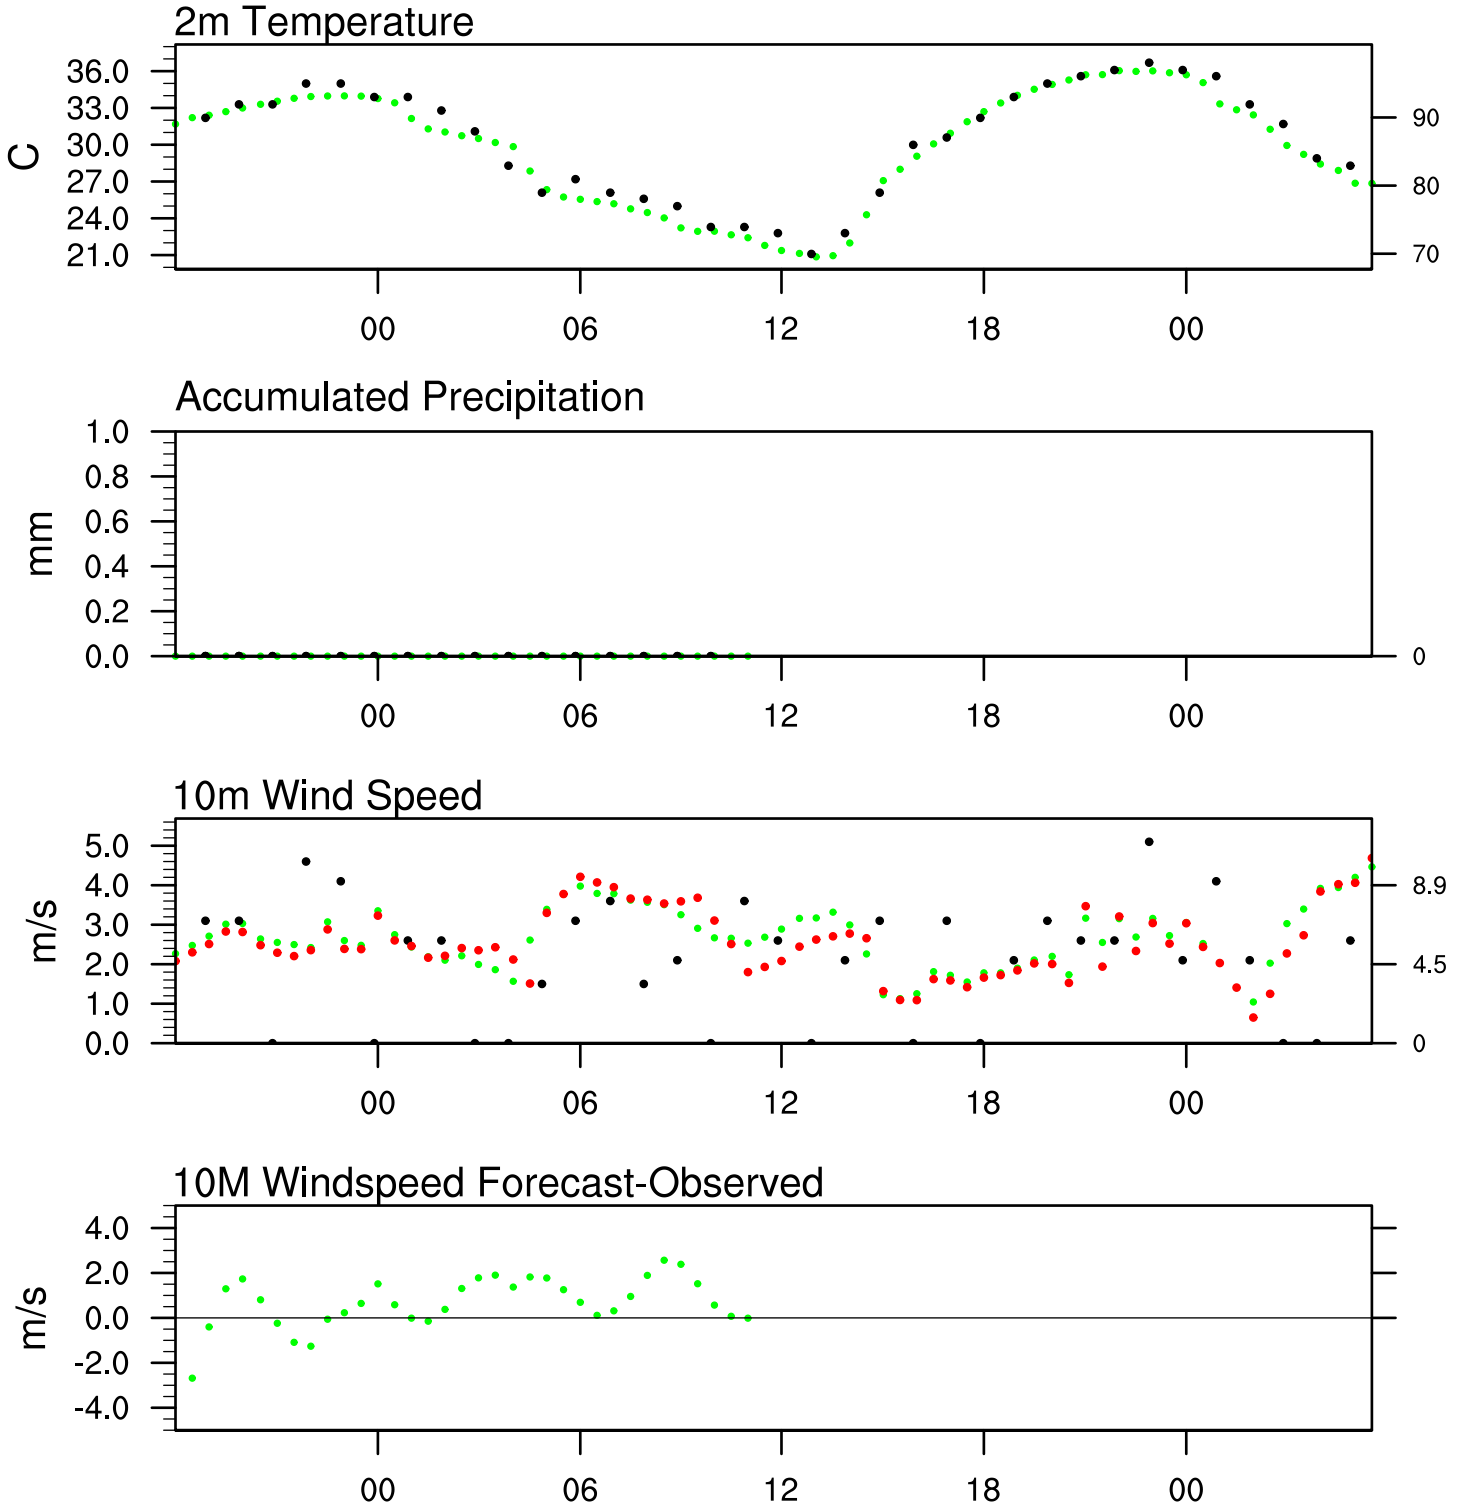 2m Temperature
36.0
33.0
90
30.0
C
27.0
80
24.0
21.0
70
00 06 12 18 00
Accumulated Precipitation
1.0
0.8
0.6
mm
0.4
0.2
0.0
0
00 06 12 18 00
10m Wind Speed
5.0
4.0
8.9
3.0
m/s
2.0
4.5
1.0
0.0
0
00 06 12 18 00
10M Windspeed Forecast-Observed
4.0
2.0
0.0
m/s
-2.0
-4.0
00 06 12 18 00